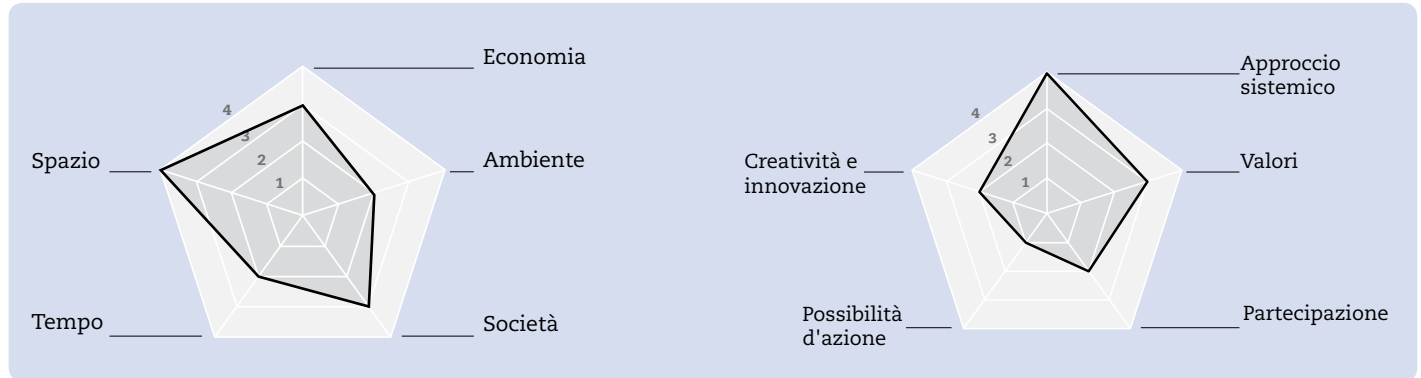 Economia
4
3
2
1
Spazio
Ambiente
Tempo
Società
Approccio
sistemico
4
3
2
1
Creatività e
innovazione
Valori
Possibilità
d'azione
Partecipazione